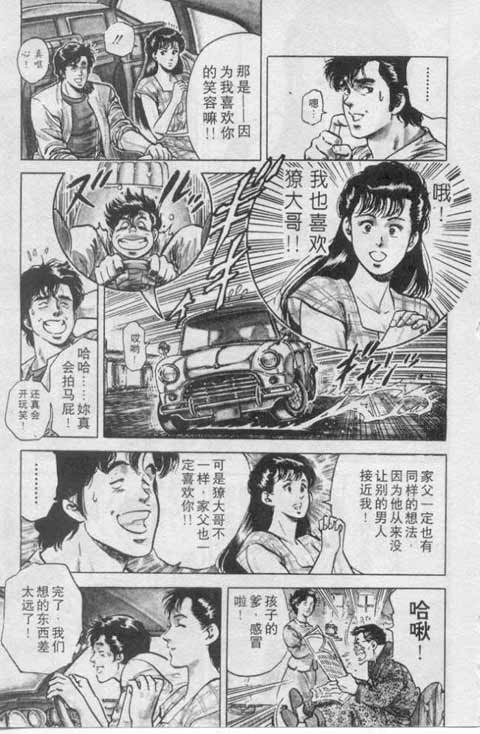 ………
嗯…
那是──因
为我喜欢你
的笑容嘛!!
!!
真呕
心！
哦！
我也喜欢
獠大哥!!
哎哟！
哈哈……妳真
会拍马屁！
还真会
开玩笑！
家父一定也有
同样的想法，
因为他从来没
让别的男人
接近我！
可是獠大哥不
一样，家父也一
定喜欢你!!
………
哈啾！
孩子的
爹，感冒
啦！
完了，我们
想的东西差
太远了！